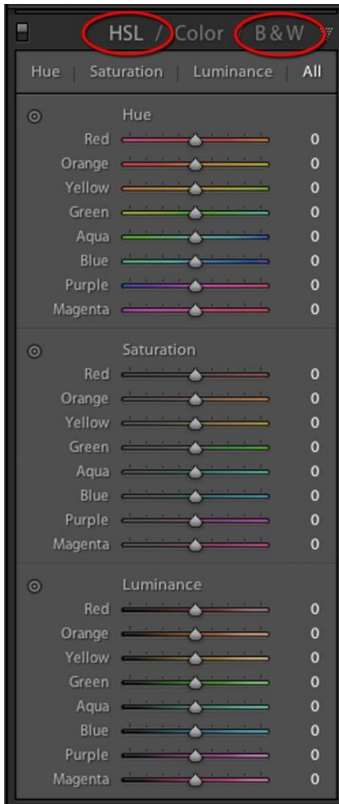 HSL / Color / B&W
Hue | Saturation | Luminance | All
Hue
Red 0
Orange 0
Yellow 0
Green 0
Aqua 0
Blue 0
Purple 0
Magenta 0
Saturation
Red 0
Orange 0
Yellow 0
Green 0
Aqua 0
Blue 0
Purple 0
Magenta 0
Luminance
Red 0
Orange 0
Yellow 0
Green 0
Aqua 0
Blue 0
Purple 0
Magenta 0